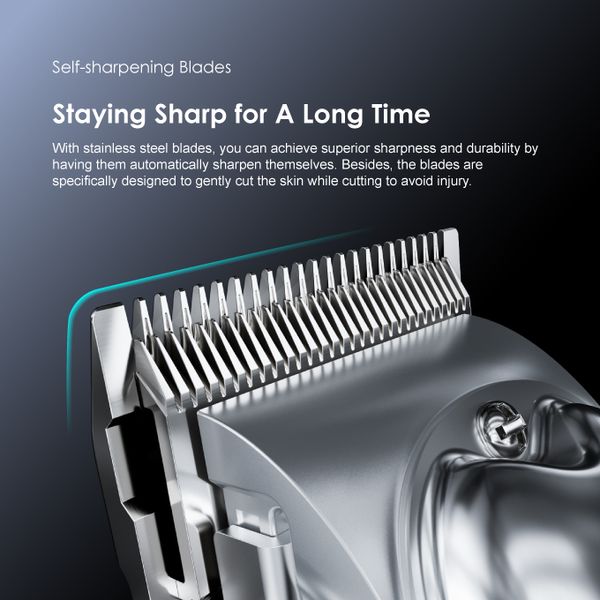 Self-sharpening Blades
Staying Sharp for A Long Time
With stainless steel blades, you can achieve superior sharpness and durability by
having them automatically sharpen themselves. Besides, the blades are
specifically designed to gently cut the skin while cutting to avoid injury.